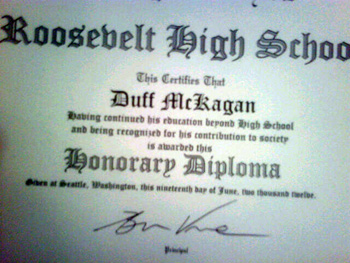 Roosevelt High Schoo
This Certifies That
Duff McKagan
Having continued his education beyond High School
and being recognized for his contribution to society
is awarded this
Honorary Diploma
Given at Seattle, Washington, this nineteenth day of June, two thousand twelve.
Principal